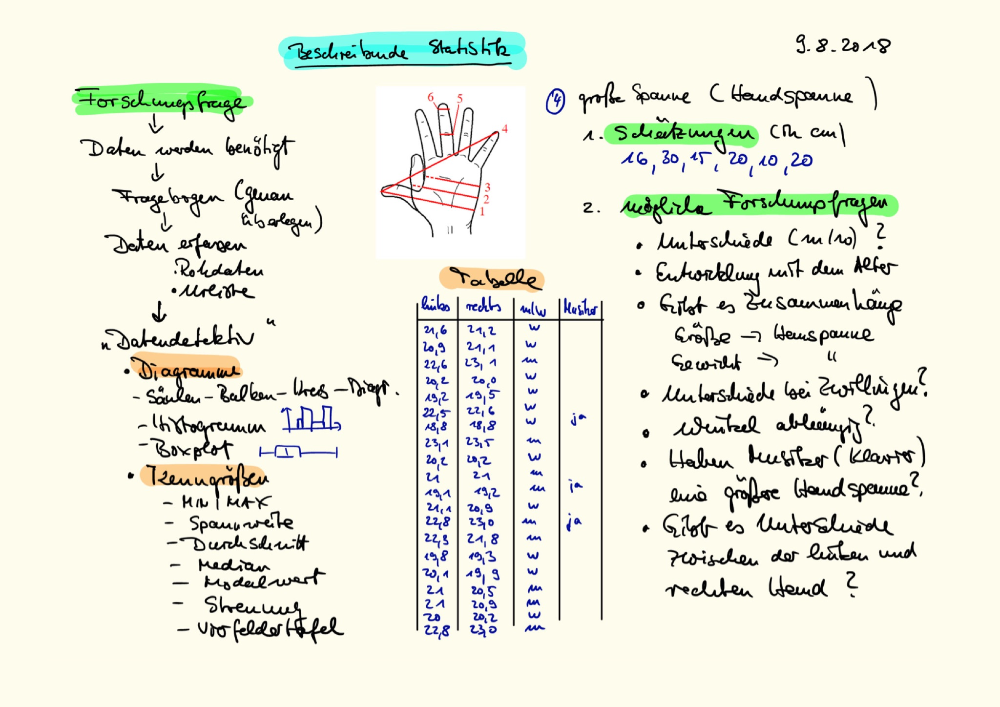 Beschreibende Statistik
9.8.2018
Forschungsfrage
↓
Daten werden benötigt
↓
Fragebogen (genau
überlegen)
↓
Daten erfassen
• Rohdaten
• Urliste
↓
"Datendetektiv"
• Diagramme
- Säulen-Balken-Kreis-Diagr.
- Histogramm
- Boxplot
• Kenngrößen
- MIN | MAX
- Spannweite
- Durchschnitt
- Median
- Modalwert
- Streuung
- Vierfeldertafel
6 5
4
3
2
1
Tabelle
links rechts m/w Musiker
21,6 21,2 w
20,9 21,1 w
22,6 23,1 m
20,2 20,0 w
19,2 19,5 w
22,5 22,6 w
18,8 18,8 w ja
23,1 23,5 m
20,2 20,2 w
21 21 m
19,1 19,2 m ja
21,1 20,9 w
22,8 23,0 m ja
22,3 21,8 m
19,8 19,3 w
20,1 19,9 w
21 20,5 m
21 20,9 m
20 20,2 w
22,8 23,0 m
④ große Spanne (Handspanne)
1. Schätzungen (in cm)
16, 30, 15, 20, 10, 20
2. mögliche Forschungsfragen
• Unterschiede (m/w)?
• Entwicklung mit dem Alter
• Gibt es Zusammenhänge
Größe → Hanspanne
Gewicht → "
• Unterschiede bei Zwillingen?
• Winkel abhängig?
• Haben Musiker (Klavier)
eine größere Handspanne?
• Gibt es Unterschiede
zwischen der linken und
rechten Hand?